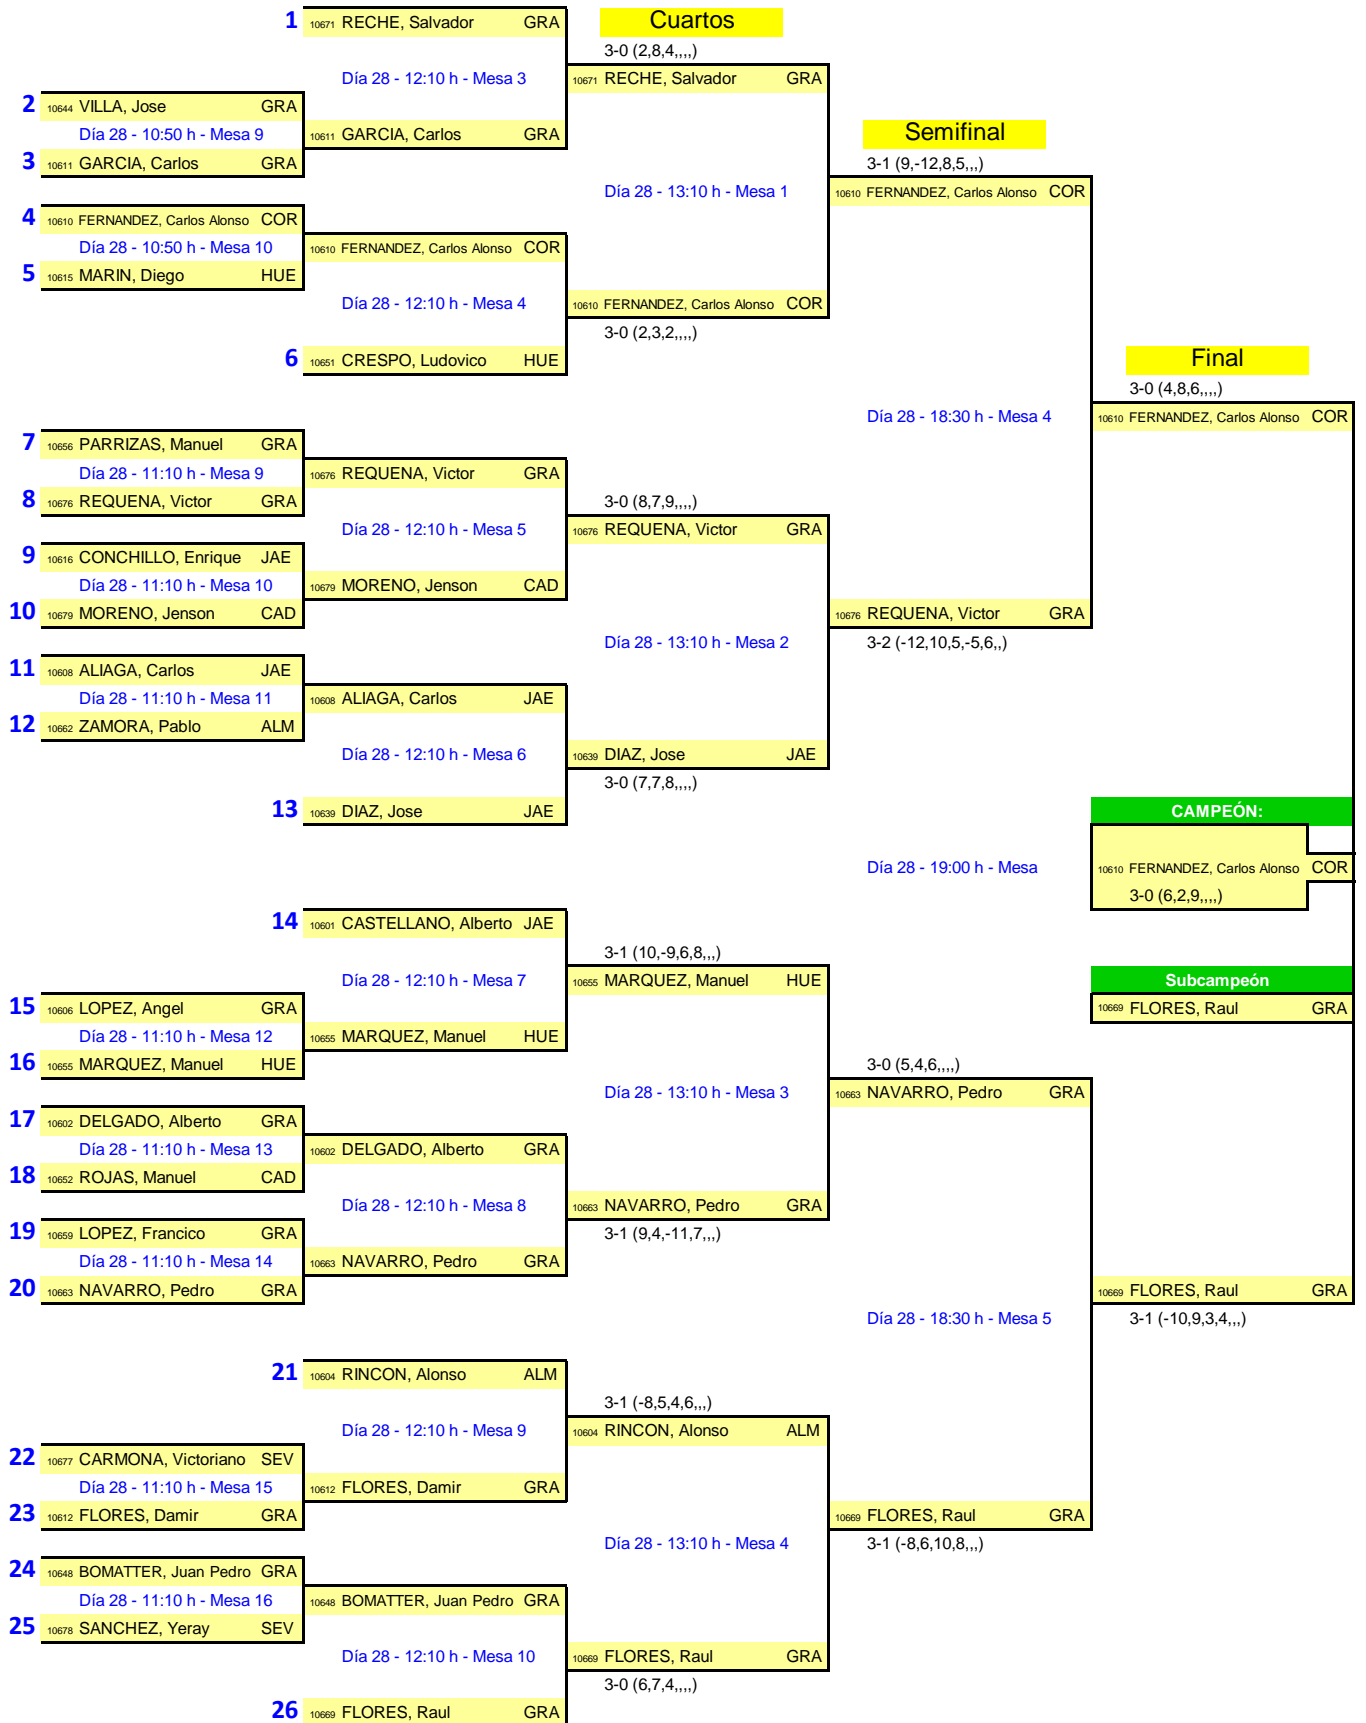 1 10671 RECHE, Salvador GRA Cuartos
3-0 (2,8,4,,,,)
Día 28 - 12:10 h - Mesa 3 10671 RECHE, Salvador GRA
2 10644 VILLA, Jose GRA
Día 28 - 10:50 h - Mesa 9 10611 GARCIA, Carlos GRA Semifinal
3 10611 GARCIA, Carlos GRA 3-1 (9,-12,8,5,,,)
Día 28 - 13:10 h - Mesa 1 10610 FERNANDEZ, Carlos Alonso COR
4 10610 FERNANDEZ, Carlos Alonso COR
Día 28 - 10:50 h - Mesa 10 10610 FERNANDEZ, Carlos Alonso COR
5 10615 MARIN, Diego HUE
Día 28 - 12:10 h - Mesa 4 10610 FERNANDEZ, Carlos Alonso COR
3-0 (2,3,2,,,,)
6 10651 CRESPO, Ludovico HUE Final
3-0 (4,8,6,,,,)
Día 28 - 18:30 h - Mesa 4 10610 FERNANDEZ, Carlos Alonso COR
7 10656 PARRIZAS, Manuel GRA
Día 28 - 11:10 h - Mesa 9 10676 REQUENA, Victor GRA
8 10676 REQUENA, Victor GRA 3-0 (8,7,9,,,,)
Día 28 - 12:10 h - Mesa 5 10676 REQUENA, Victor GRA
9 10616 CONCHILLO, Enrique JAE
Día 28 - 11:10 h - Mesa 10 10679 MORENO, Jenson CAD
10 10679 MORENO, Jenson CAD 10676 REQUENA, Victor GRA
Día 28 - 13:10 h - Mesa 2 3-2 (-12,10,5,-5,6,,)
11 10608 ALIAGA, Carlos JAE
Día 28 - 11:10 h - Mesa 11 10608 ALIAGA, Carlos JAE
12 10662 ZAMORA, Pablo ALM
Día 28 - 12:10 h - Mesa 6 10639 DIAZ, Jose JAE
3-0 (7,7,8,,,,)
13 10639 DIAZ, Jose JAE CAMPEÓN:
Día 28 - 19:00 h - Mesa 10610 FERNANDEZ, Carlos Alonso COR
3-0 (6,2,9,,,,)
14 10601 CASTELLANO, Alberto JAE
3-1 (10,-9,6,8,,,)
Día 28 - 12:10 h - Mesa 7 10655 MARQUEZ, Manuel HUE Subcampeón
15 10606 LOPEZ, Angel GRA 10669 FLORES, Raul GRA
Día 28 - 11:10 h - Mesa 12 10655 MARQUEZ, Manuel HUE
16 10655 MARQUEZ, Manuel HUE 3-0 (5,4,6,,,,)
Día 28 - 13:10 h - Mesa 3 10663 NAVARRO, Pedro GRA
17 10602 DELGADO, Alberto GRA
Día 28 - 11:10 h - Mesa 13 10602 DELGADO, Alberto GRA
18 10652 ROJAS, Manuel CAD
Día 28 - 12:10 h - Mesa 8 10663 NAVARRO, Pedro GRA
19 10659 LOPEZ, Francico GRA 3-1 (9,4,-11,7,,,)
Día 28 - 11:10 h - Mesa 14 10663 NAVARRO, Pedro GRA
20 10663 NAVARRO, Pedro GRA 10669 FLORES, Raul GRA
Día 28 - 18:30 h - Mesa 5 3-1 (-10,9,3,4,,,)
21 10604 RINCON, Alonso ALM
3-1 (-8,5,4,6,,,)
Día 28 - 12:10 h - Mesa 9 10604 RINCON, Alonso ALM
22 10677 CARMONA, Victoriano SEV
Día 28 - 11:10 h - Mesa 15 10612 FLORES, Damir GRA
23 10612 FLORES, Damir GRA 10669 FLORES, Raul GRA
Día 28 - 13:10 h - Mesa 4 3-1 (-8,6,10,8,,,)
24 10648 BOMATTER, Juan Pedro GRA
Día 28 - 11:10 h - Mesa 16 10648 BOMATTER, Juan Pedro GRA
25 10678 SANCHEZ, Yeray SEV
Día 28 - 12:10 h - Mesa 10 10669 FLORES, Raul GRA
3-0 (6,7,4,,,,)
26 10669 FLORES, Raul GRA